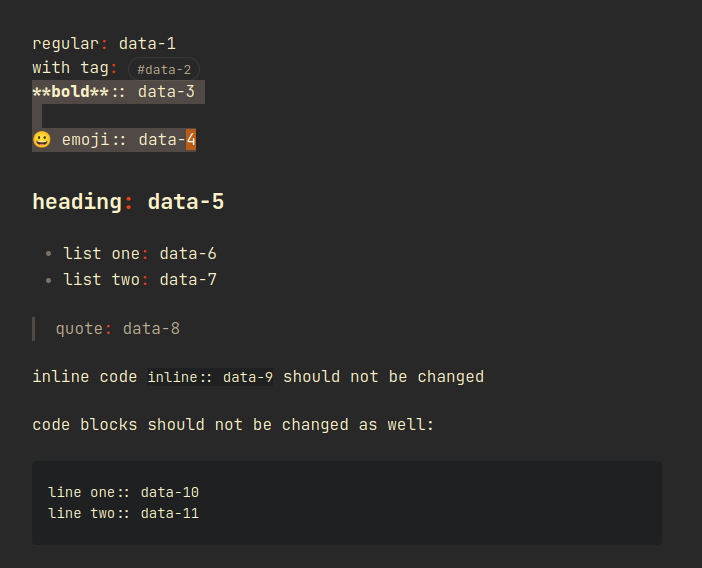 regular: data-1
with tag: #data-2
**bold**:: data-3
😀 emoji:: data-4
heading: data-5
• list one: data-6
• list two: data-7
quote: data-8
inline code inline:: data-9 should not be changed
code blocks should not be changed as well:
line one:: data-10
line two:: data-11